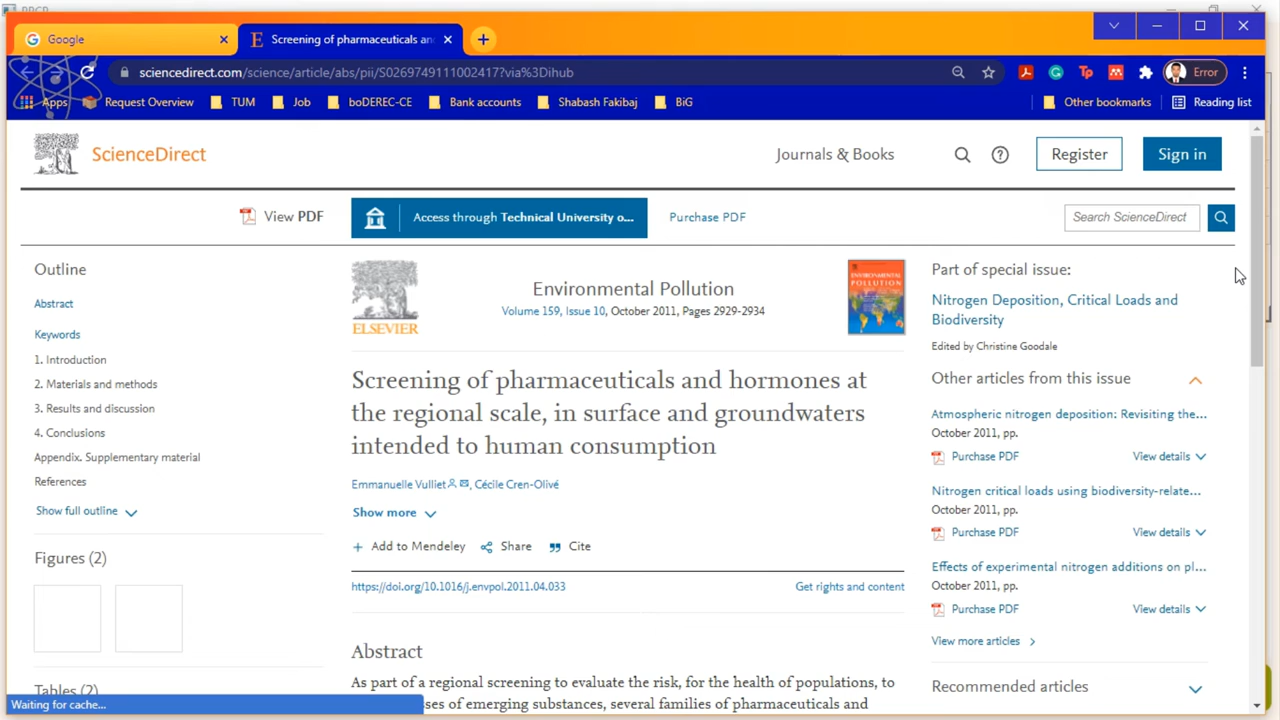 Google
Screening of pharmaceuticals an
sciencedirect.com/science/article/abs/pii/S0269749111002417?via%3Dihub
Error
Apps
Request Overview
TUM
Job
boDEREC-CE
Bank accounts
Shabash Fakibaj
BiG
Other bookmarks
Reading list
ScienceDirect
Journals & Books
Register
Sign in
View PDF
Access through Technical University o...
Purchase PDF
Search ScienceDirect
Outline
Abstract
Keywords
1. Introduction
2. Materials and methods
3. Results and discussion
4. Conclusions
Appendix. Supplementary material
References
Show full outline
Figures (2)
Tables (2)
Waiting for cache...
ELSEVIER
Environmental Pollution
Volume 159, Issue 10, October 2011, Pages 2929-2934
ENVIRONMENTAL
POLLUTION
Screening of pharmaceuticals and hormones at
the regional scale, in surface and groundwaters
intended to human consumption
Emmanuelle Vulliet, Cécile Cren-Olivé
Show more
Add to Mendeley
Share
Cite
https://doi.org/10.1016/j.envpol.2011.04.033
Get rights and content
Abstract
As part of a regional screening to evaluate the risk, for the health of populations, to
ses of emerging substances, several families of pharmaceuticals and
Part of special issue:
Nitrogen Deposition, Critical Loads and
Biodiversity
Edited by Christine Goodale
Other articles from this issue
Atmospheric nitrogen deposition: Revisiting the...
October 2011, pp.
Purchase PDF
View details
Nitrogen critical loads using biodiversity-relate...
October 2011, pp.
Purchase PDF
View details
Effects of experimental nitrogen additions on pl...
October 2011, pp.
Purchase PDF
View details
View more articles
Recommended articles